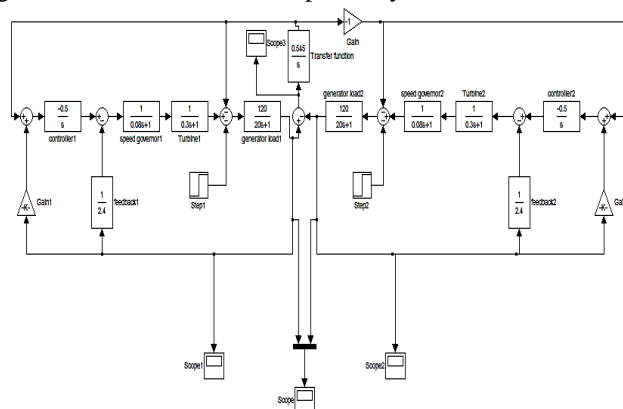 -1
Gain
Scope3
0.545
s
Transfer function
-0.5
s
controller1
1
0.08s+1
speed governor1
1
0.3s+1
Turbine1
120
20s+1
generator load1
generator load2
120
20s+1
speed governor2
1
0.08s+1
Turbine2
1
0.3s+1
controller2
-0.5
s
-K-
Gain1
1
2.4
feedback1
Step1
Step2
1
2.4
feedback2
-K-
Scope1
Scope2
Scope